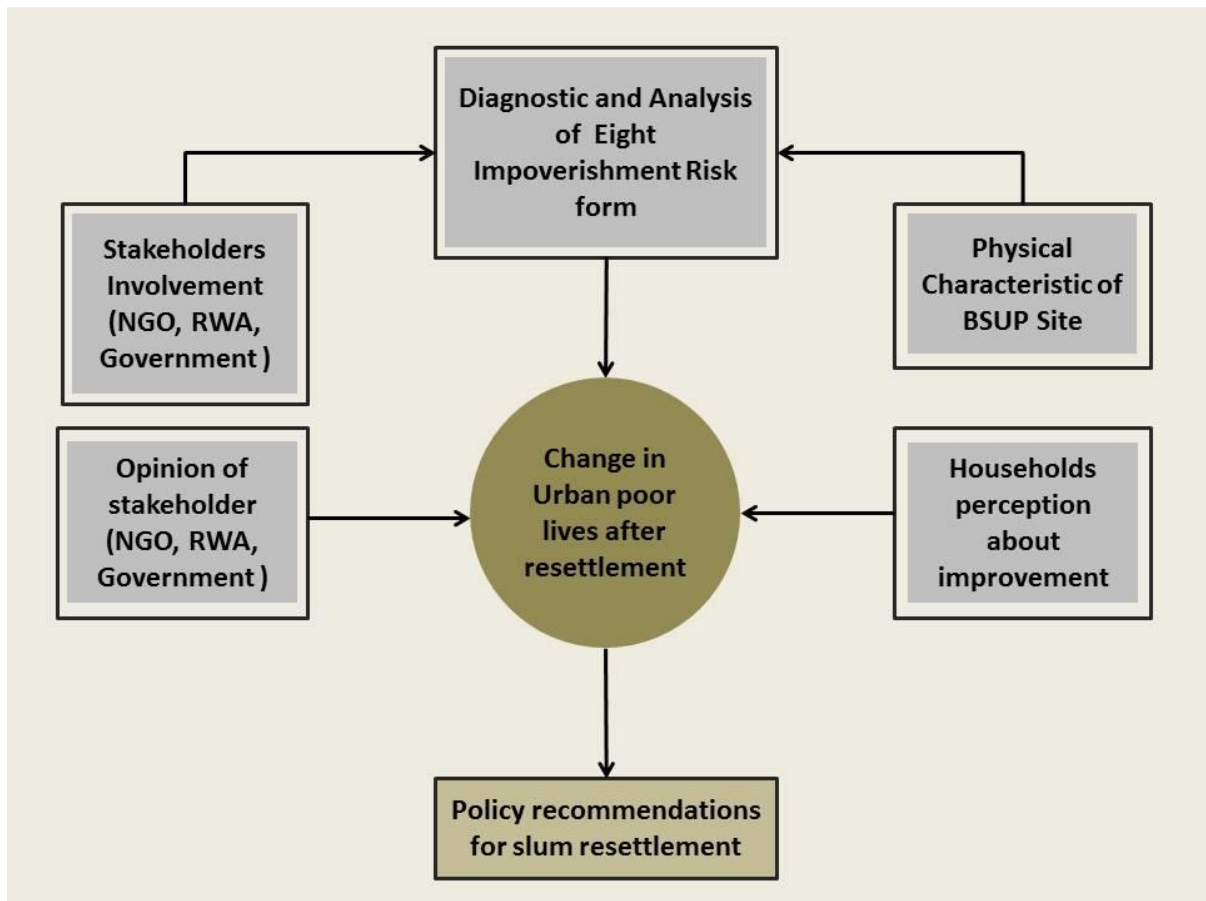 Diagnostic and Analysis
of Eight
Impoverishment Risk
form
Stakeholders
Involvement
(NGO, RWA,
Government )
Physical
Characteristic of
BSUP Site
Opinion of
stakeholder
(NGO, RWA,
Government )
Change in
Urban poor
lives after
resettlement
Households
perception
about
improvement
Policy recommendations
for slum resettlement